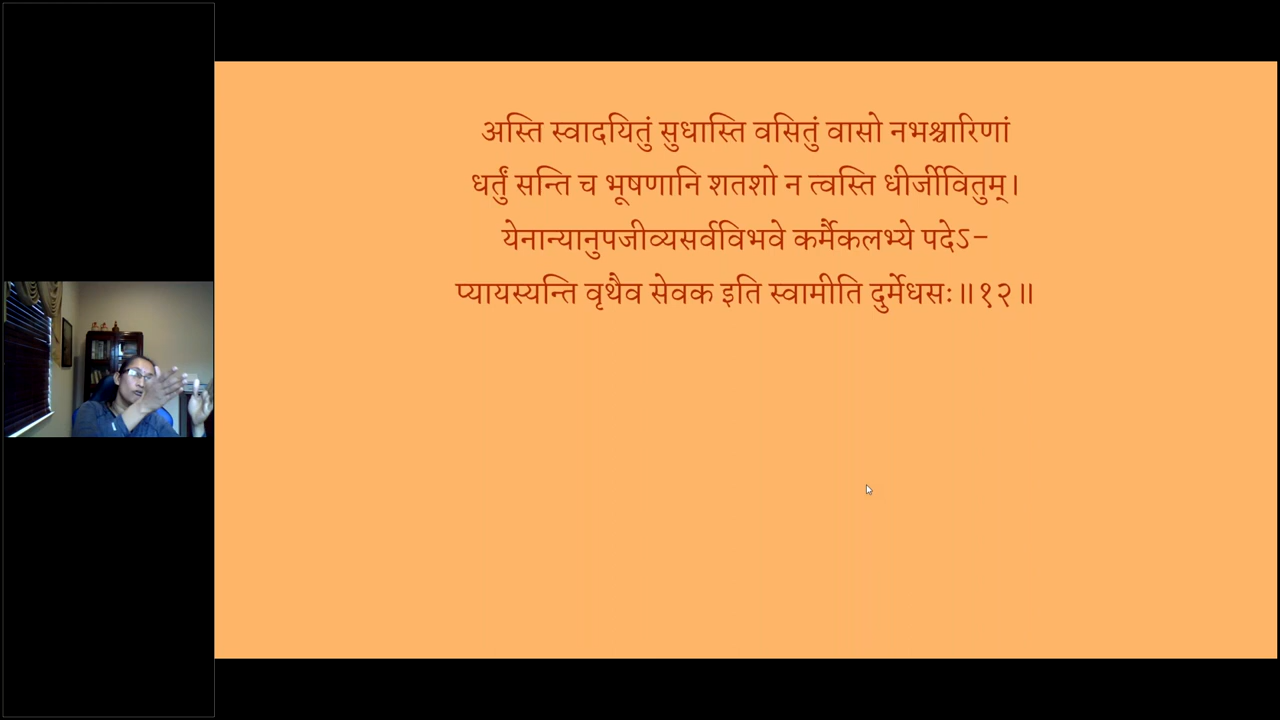 अस्ति स्वादयितुं सुधास्ति वसितुं वासो नभश्चारिणां
धर्तुं सन्ति च भूषणानि शतशो न त्वस्ति धीर्जीवितुम्।
येनान्यानुपजीव्यसर्वविभवे कर्मैकलभ्ये पदेऽ-
प्यायस्यन्ति वृथैव सेवक इति स्वामीति दुर्मेधसः॥१२॥